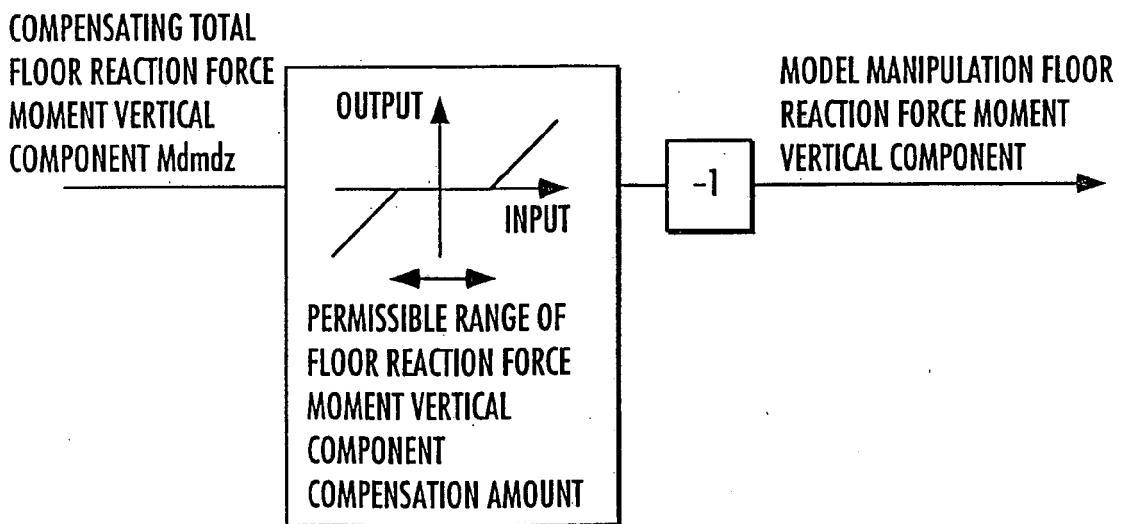 COMPENSATING TOTAL
FLOOR REACTION FORCE
MOMENT VERTICAL
COMPONENT Mdmdz
OUTPUT
INPUT
PERMISSIBLE RANGE OF
FLOOR REACTION FORCE
MOMENT VERTICAL
COMPONENT
COMPENSATION AMOUNT
-1
MODEL MANIPULATION FLOOR
REACTION FORCE MOMENT
VERTICAL COMPONENT